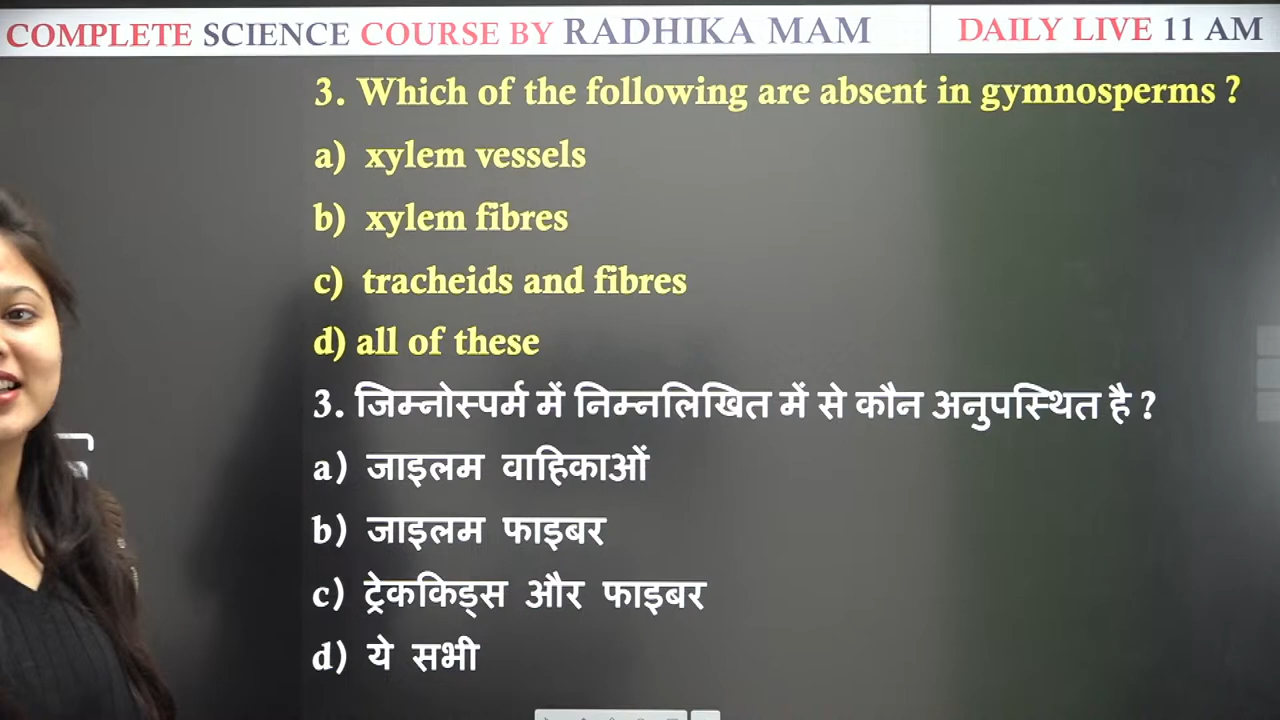 COMPLETE SCIENCE COURSE BY RADHIKA MAM
DAILY LIVE 11 AM
3. Which of the following are absent in gymnosperms ?
a) xylem vessels
b) xylem fibres
c) tracheids and fibres
d) all of these
3. जिम्नोस्पर्म में निम्नलिखित में से कौन अनुपस्थित है ?
a) जाइलम वाहिकाओं
b) जाइलम फाइबर
c) ट्रेककिड्स और फाइबर
d) ये सभी